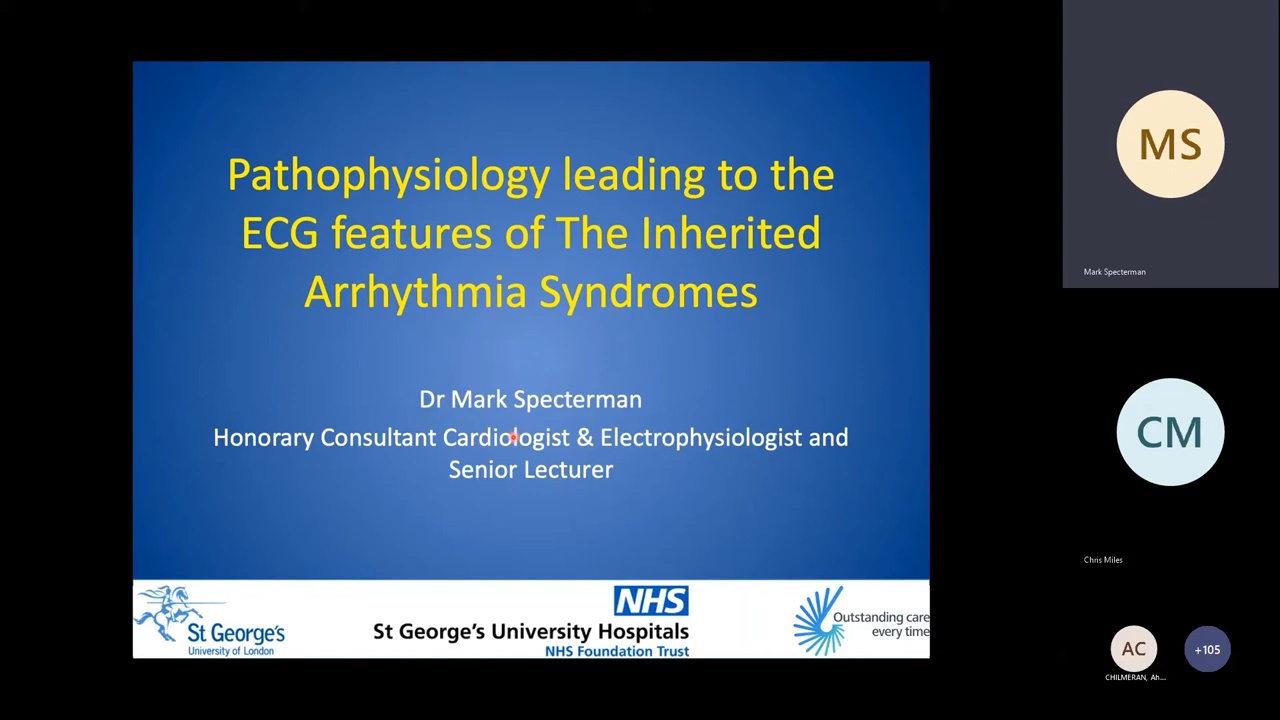 Pathophysiology leading to the
ECG features of The Inherited
Arrhythmia Syndromes
Dr Mark Specterman
Honorary Consultant Cardiologist & Electrophysiologist and
Senior Lecturer
St George's
University of London
NHS
St George's University Hospitals
NHS Foundation Trust
Outstanding care
every time
MS
Mark Specterman
CM
Chris Miles
AC
CHILMERAN, Ah...
+105